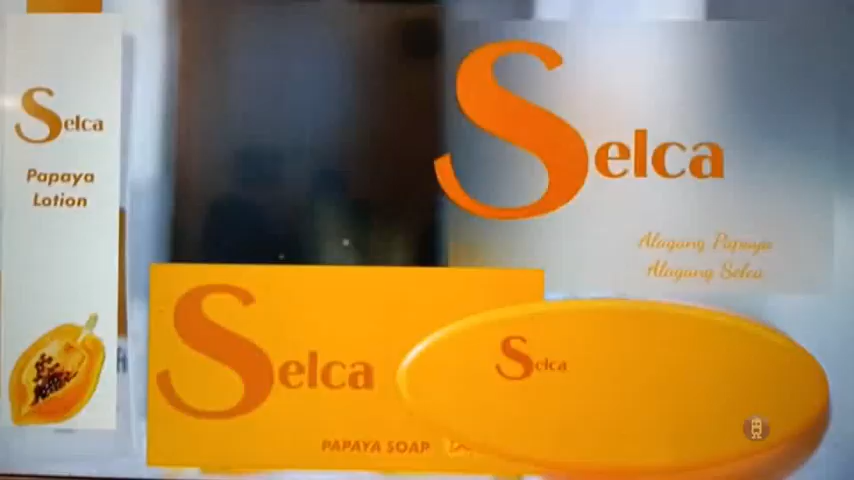 Selca
Papaya
Lotion
Selca
Alagang Papaya
Alagang Selca
Selca
PAPAYA SOAP
Selca